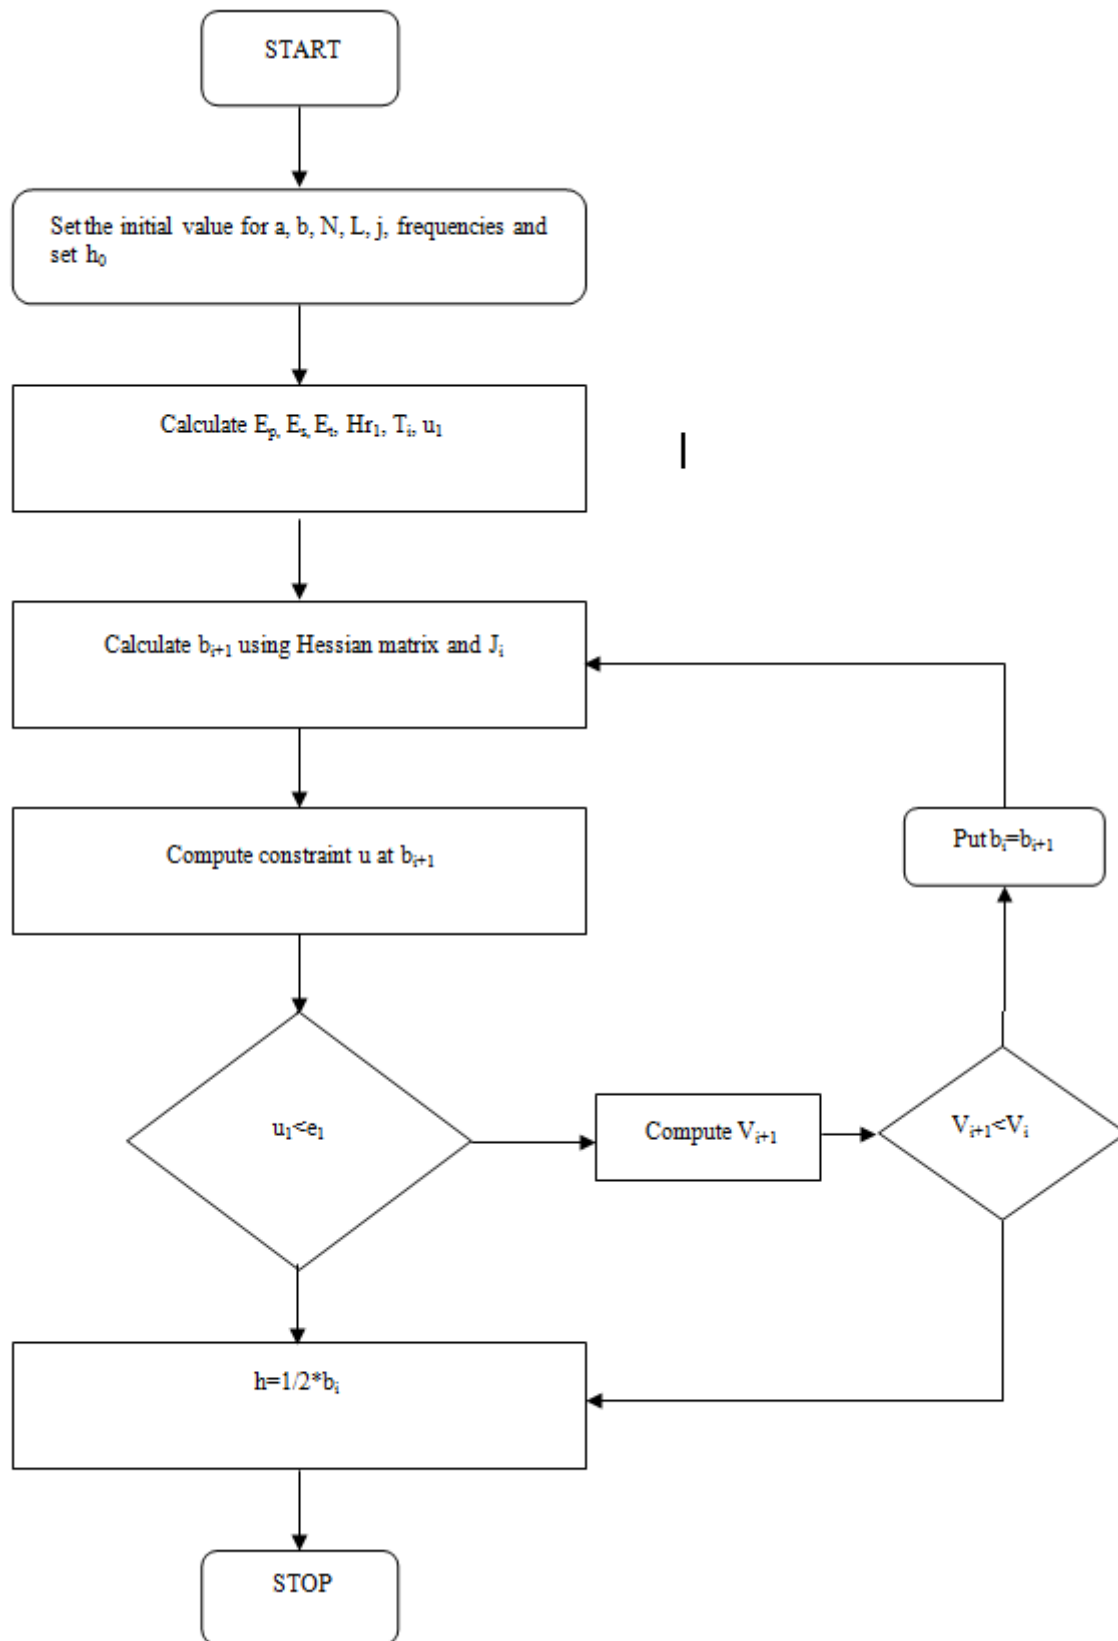 START
Set the initial value for a, b, N, L, j, frequencies and
set h₀
Calculate Eₚ, Eₛ, Eₜ, Hr₁, Tᵢ, u₁
Calculate bᵢ₊₁ using Hessian matrix and Jᵢ
Compute constraint u at bᵢ₊₁
Put bᵢ=bᵢ₊₁
u₁<e₁
Compute Vᵢ₊₁
Vᵢ₊₁<Vᵢ
h=1/2*bᵢ
STOP